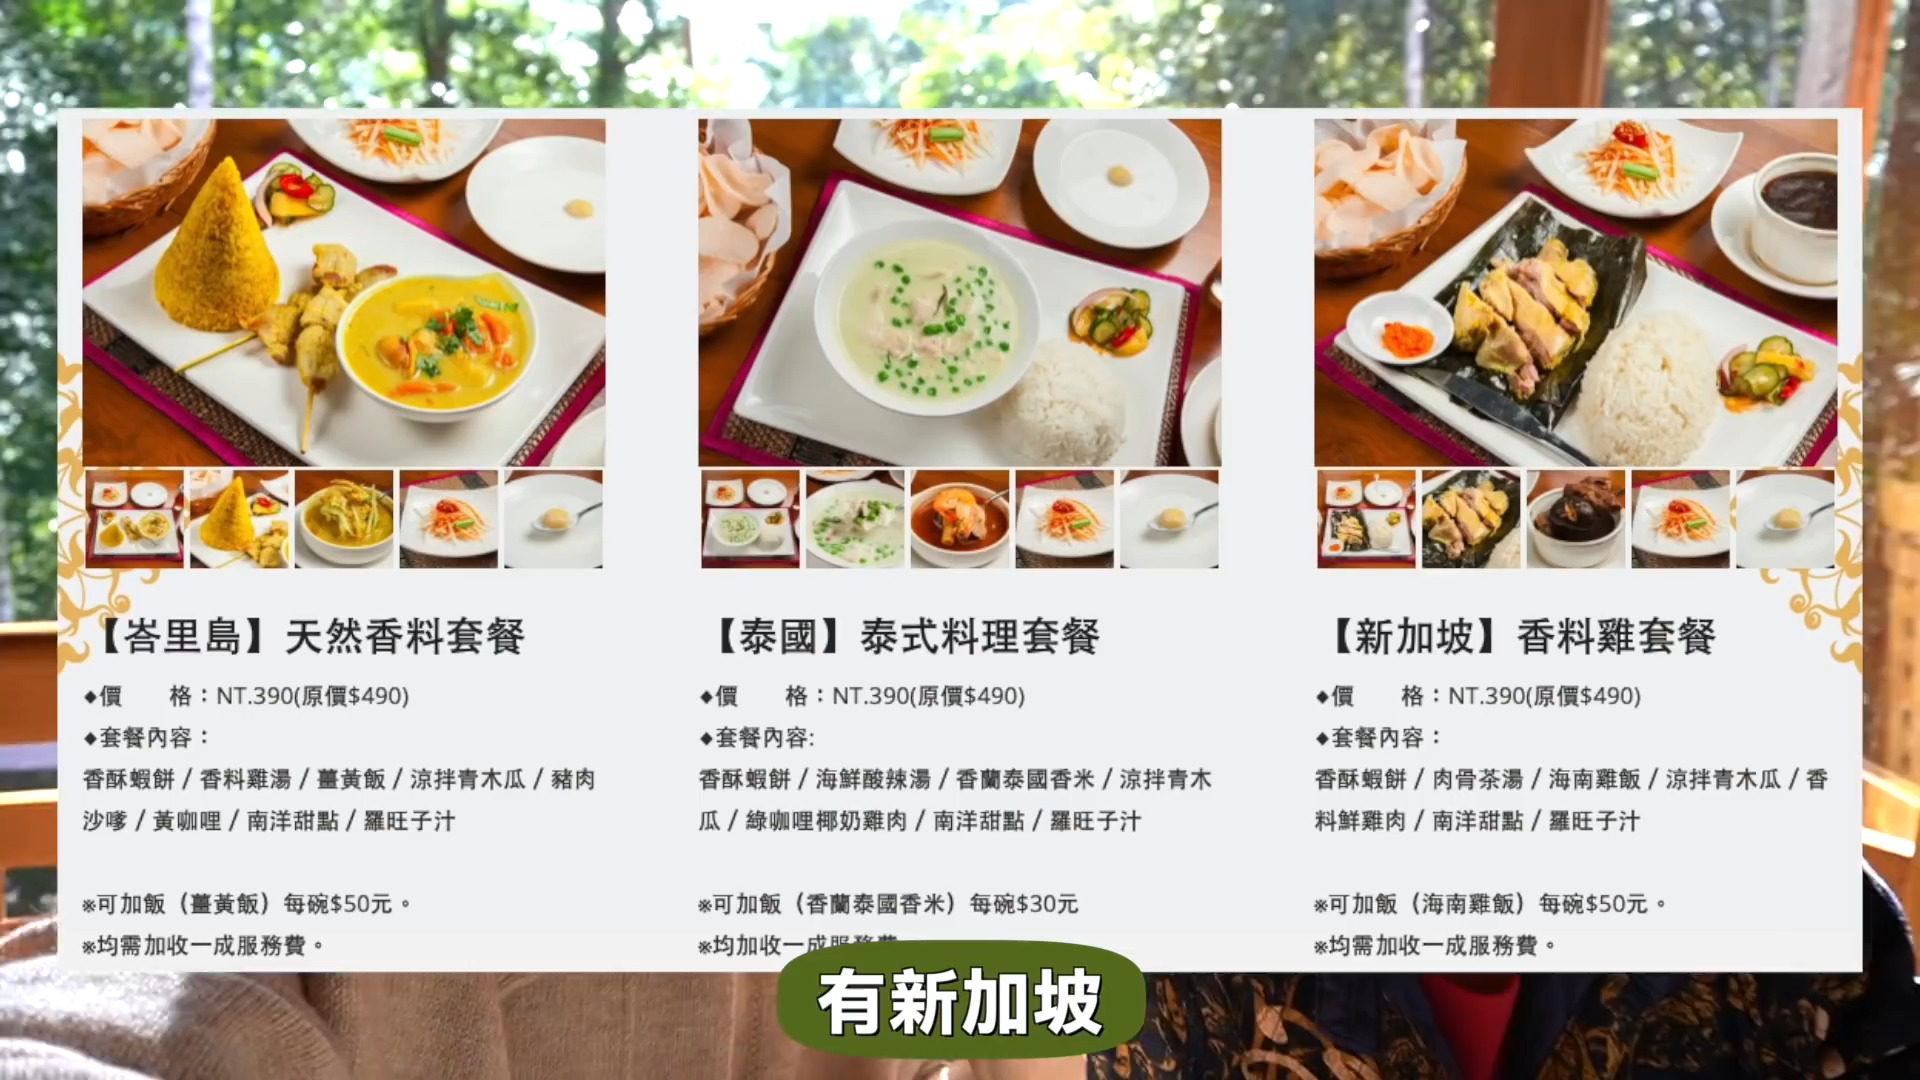 【峇里島】天然香料套餐
◆價　　格：NT.390(原價$490)
◆套餐內容：
香酥蝦餅 / 香料雞湯 / 薑黃飯 / 涼拌青木瓜 / 豬肉
沙嗲 / 黃咖哩 / 南洋甜點 / 羅旺子汁
※可加飯（薑黃飯）每碗$50元。
※均需加收一成服務費。
【泰國】泰式料理套餐
◆價　　格：NT.390(原價$490)
◆套餐內容:
香酥蝦餅 / 海鮮酸辣湯 / 香蘭泰國香米 / 涼拌青木
瓜 / 綠咖哩椰奶雞肉 / 南洋甜點 / 羅旺子汁
※可加飯（香蘭泰國香米）每碗$30元
※均加收一成服務費
【新加坡】香料雞套餐
◆價　　格：NT.390(原價$490)
◆套餐內容：
香酥蝦餅 / 肉骨茶湯 / 海南雞飯 / 涼拌青木瓜 / 香
料鮮雞肉 / 南洋甜點 / 羅旺子汁
※可加飯（海南雞飯）每碗$50元。
※均需加收一成服務費。
有新加坡